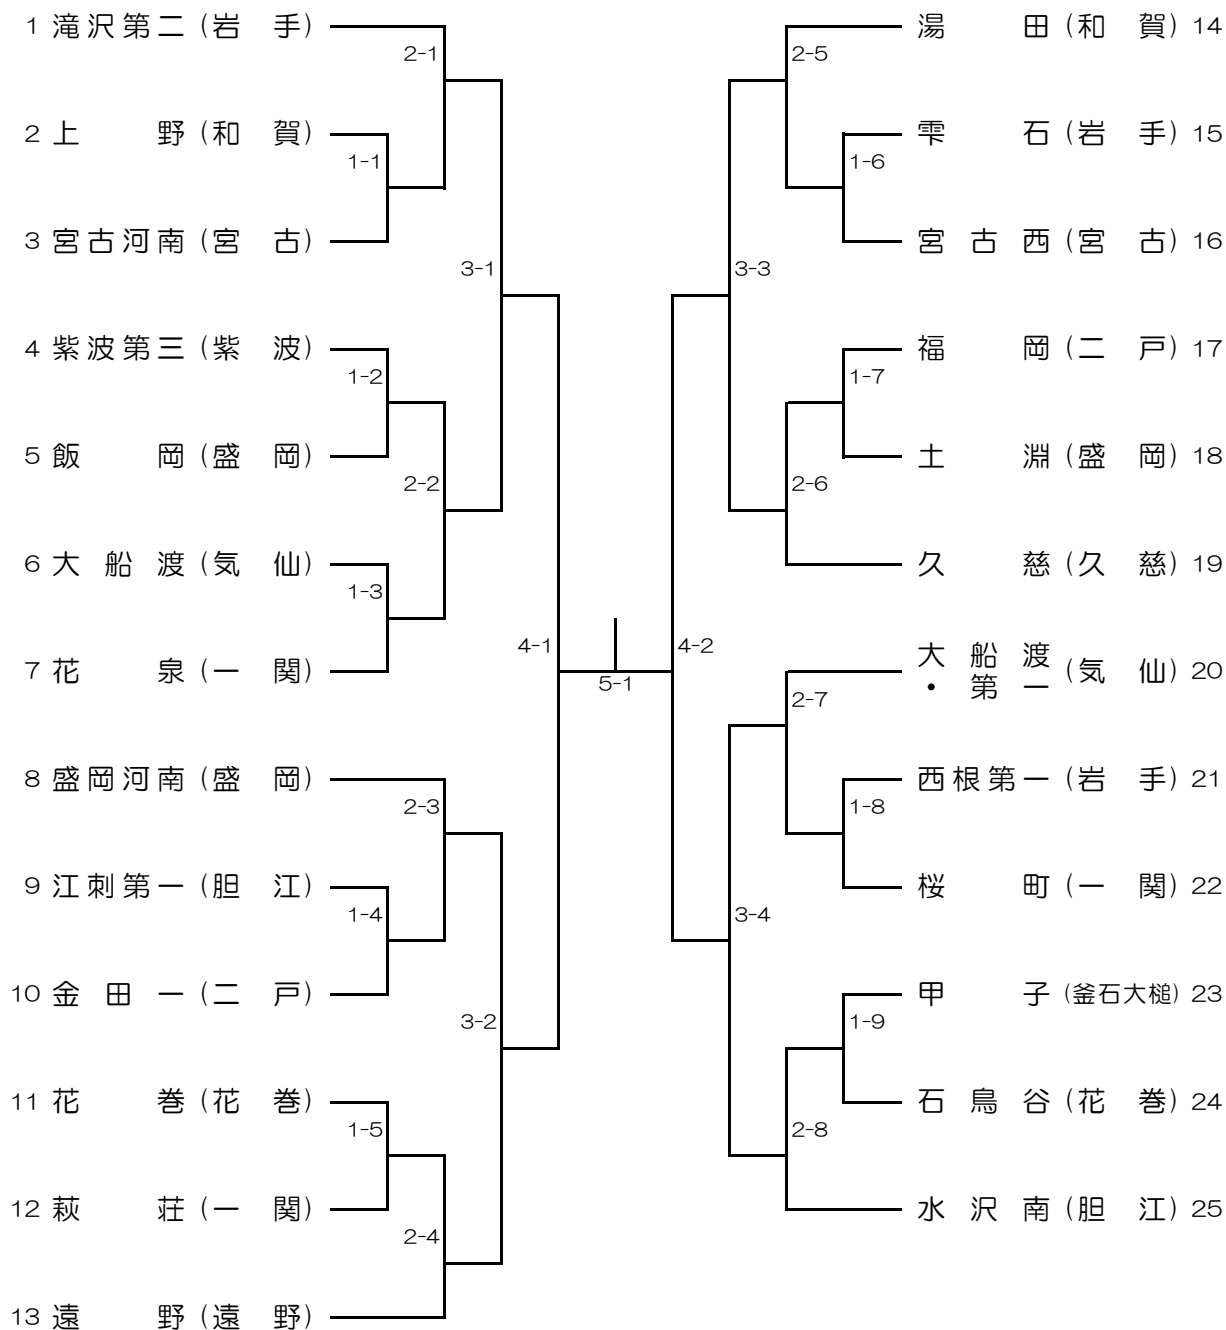 1 滝沢第二 (岩手)
2-1
2 上野 (和賀)
1-1
3 宮古河南 (宮古)
3-1
4 紫波第三 (紫波)
1-2
5 飯岡 (盛岡)
2-2
6 大船渡 (気仙)
1-3
4-1
7 花泉 (一関)
8 盛岡河南 (盛岡)
2-3
9 江刺第一 (胆江)
1-4
10 金田一 (二戸)
3-2
11 花巻 (花巻)
1-5
12 萩荘 (一関)
2-4
13 遠野 (遠野)
5-1
湯田 (和賀) 14
2-5
雫石 (岩手) 15
1-6
宮古西 (宮古) 16
3-3
福岡 (二戸) 17
1-7
土淵 (盛岡) 18
2-6
久慈 (久慈) 19
4-2
大船渡
・第一 (気仙) 20
2-7
西根第一 (岩手) 21
1-8
桜町 (一関) 22
3-4
甲子 (釜石大槌) 23
1-9
石鳥谷 (花巻) 24
2-8
水沢南 (胆江) 25